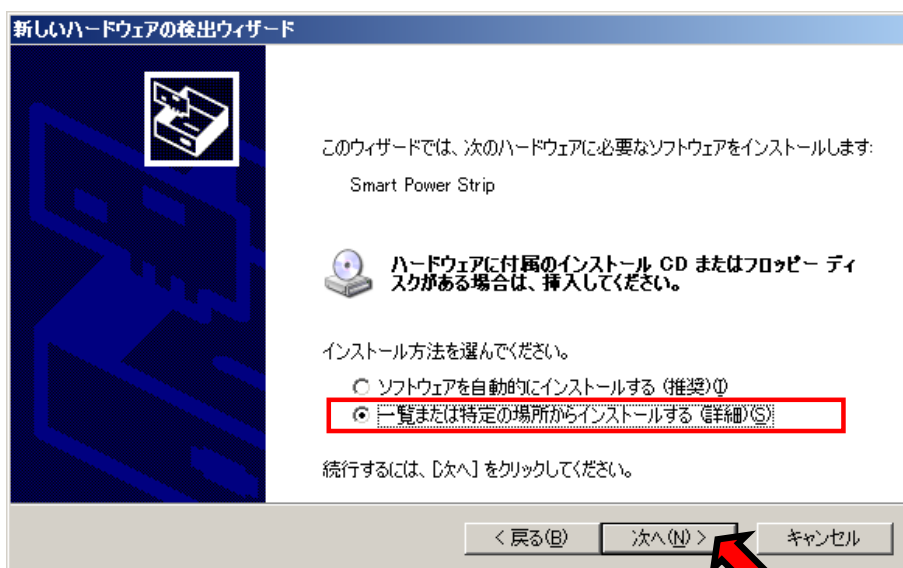 新しいハードウェアの検出ウィザード
このウィザードでは、次のハードウェアに必要なソフトウェアをインストールします:
Smart Power Strip
ハードウェアに付属のインストール CD またはフロッピー ディ
スクがある場合は、挿入してください。
インストール方法を選んでください。
ソフトウェアを自動的にインストールする (推奨)(I)
一覧または特定の場所からインストールする (詳細)(S)
続行するには、[次へ] をクリックしてください。
< 戻る(B) 次へ(N) > キャンセル